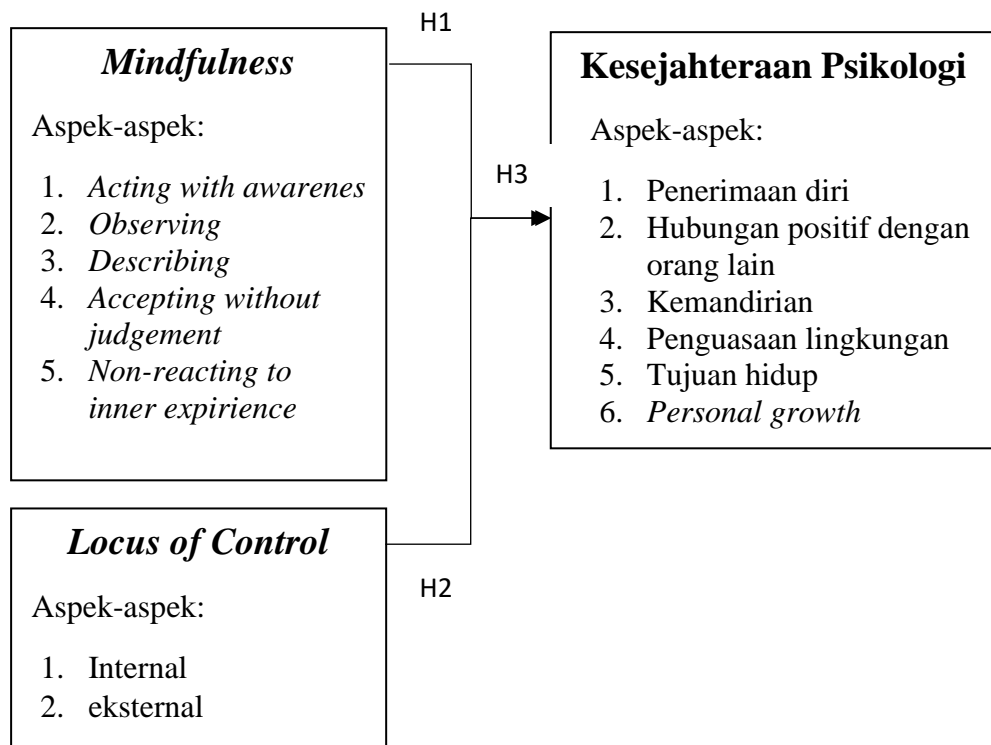 H1
Mindfulness
Aspek-aspek:
1. Acting with awarenes
2. Observing
3. Describing
4. Accepting without
judgement
5. Non-reacting to
inner expirience
Locus of Control
Aspek-aspek:
1. Internal
2. eksternal
H2
H3
Kesejahteraan Psikologi
Aspek-aspek:
1. Penerimaan diri
2. Hubungan positif dengan
orang lain
3. Kemandirian
4. Penguasaan lingkungan
5. Tujuan hidup
6. Personal growth